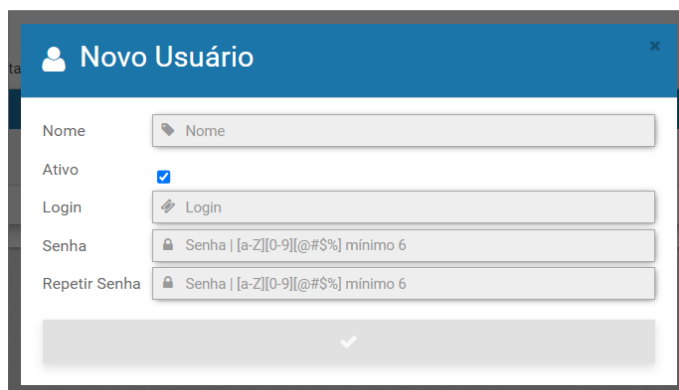 Novo Usuário
×
ta
Nome Nome
Ativo
Login Login
Senha Senha | [a-Z][0-9][@#$%] mínimo 6
Repetir Senha Senha | [a-Z][0-9][@#$%] mínimo 6